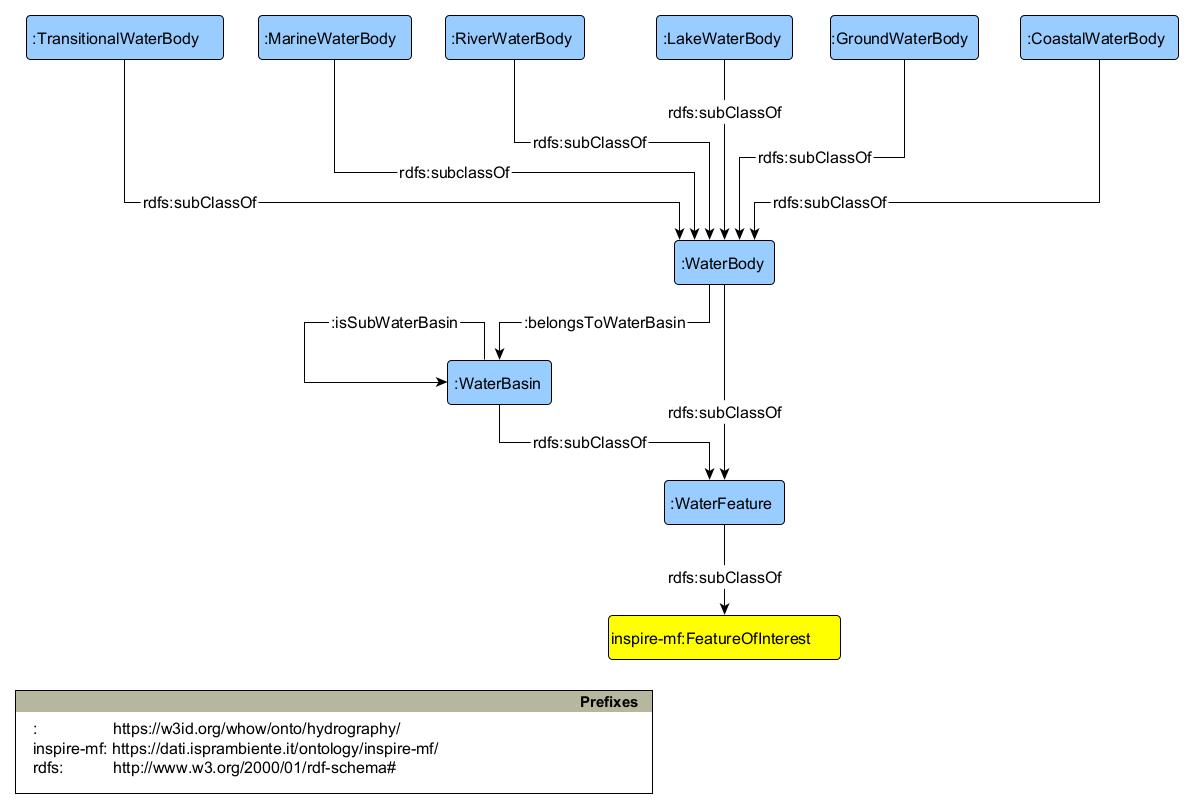 :TransitionalWaterBody
:MarineWaterBody
:RiverWaterBody
:LakeWaterBody
:GroundWaterBody
:CoastalWaterBody
rdfs:subClassOf
rdfs:subClassOf
rdfs:subClassOf
rdfs:subclassOf
rdfs:subClassOf
rdfs:subClassOf
:WaterBody
:isSubWaterBasin
:belongsToWaterBasin
:WaterBasin
rdfs:subClassOf
rdfs:subClassOf
:WaterFeature
rdfs:subClassOf
inspire-mf:FeatureOfInterest
Prefixes
: https://w3id.org/whow/onto/hydrography/
inspire-mf: https://dati.isprambiente.it/ontology/inspire-mf/
rdfs: http://www.w3.org/2000/01/rdf-schema#